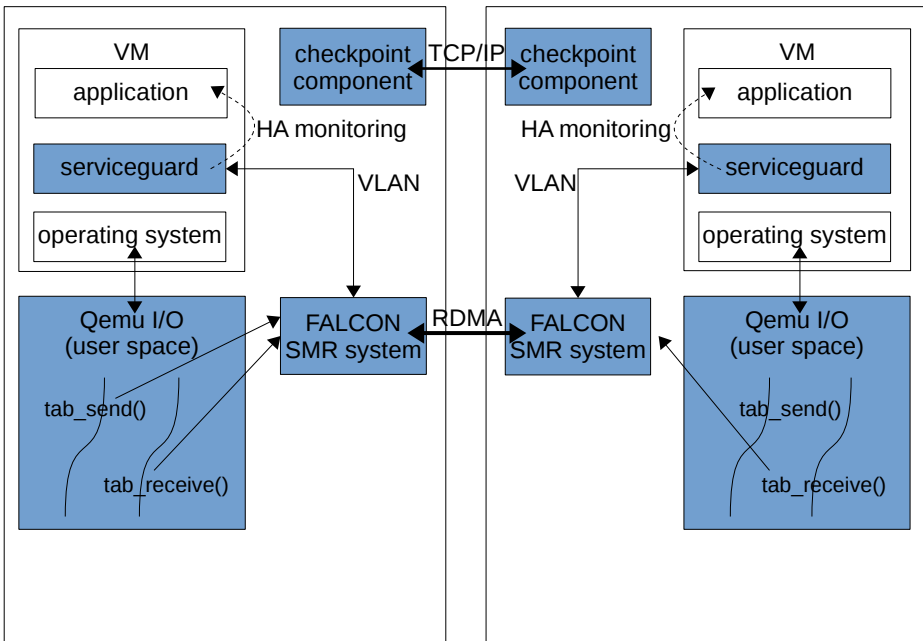 VM
application
HA monitoring
serviceguard
VLAN
operating system
Qemu I/O
(user space)
tab_send()
tab_receive()
checkpoint
component
TCP/IP
FALCON
SMR system
RDMA
checkpoint
component
FALCON
SMR system
VM
application
HA monitoring
serviceguard
VLAN
operating system
Qemu I/O
(user space)
tab_send()
tab_receive()